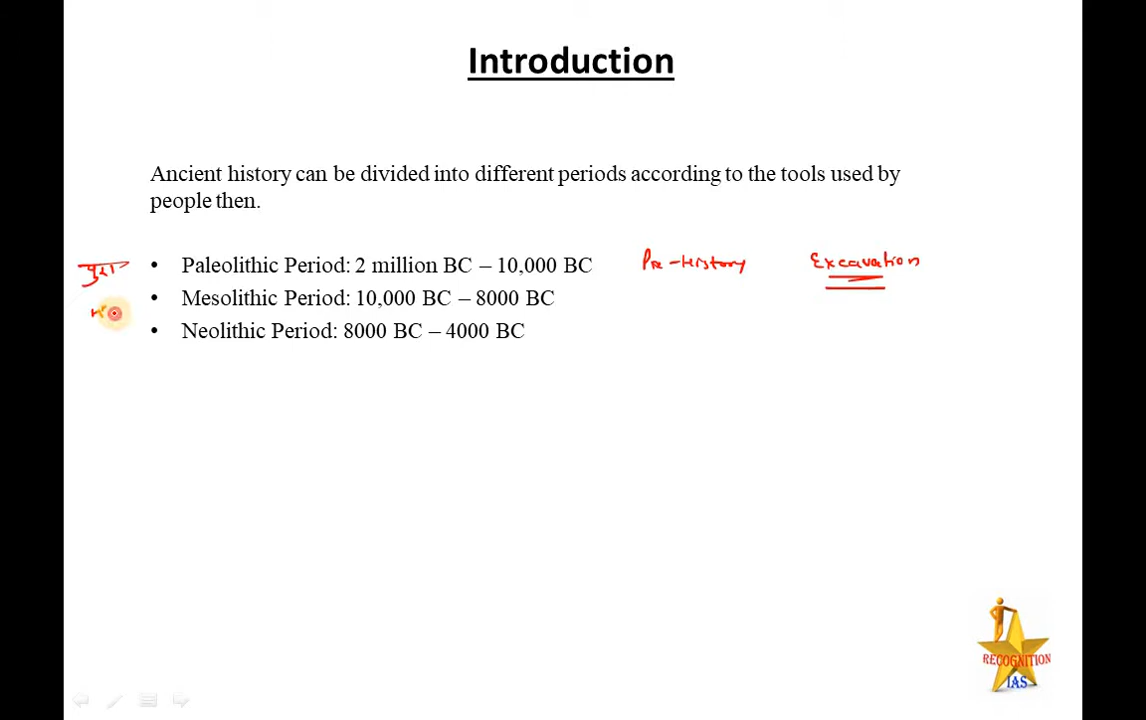 Introduction
Ancient history can be divided into different periods according to the tools used by
people then.
पुरा • Paleolithic Period: 2 million BC – 10,000 BC Pre-History Excavation
• Mesolithic Period: 10,000 BC – 8000 BC
• Neolithic Period: 8000 BC – 4000 BC
RECOGNITION
IAS